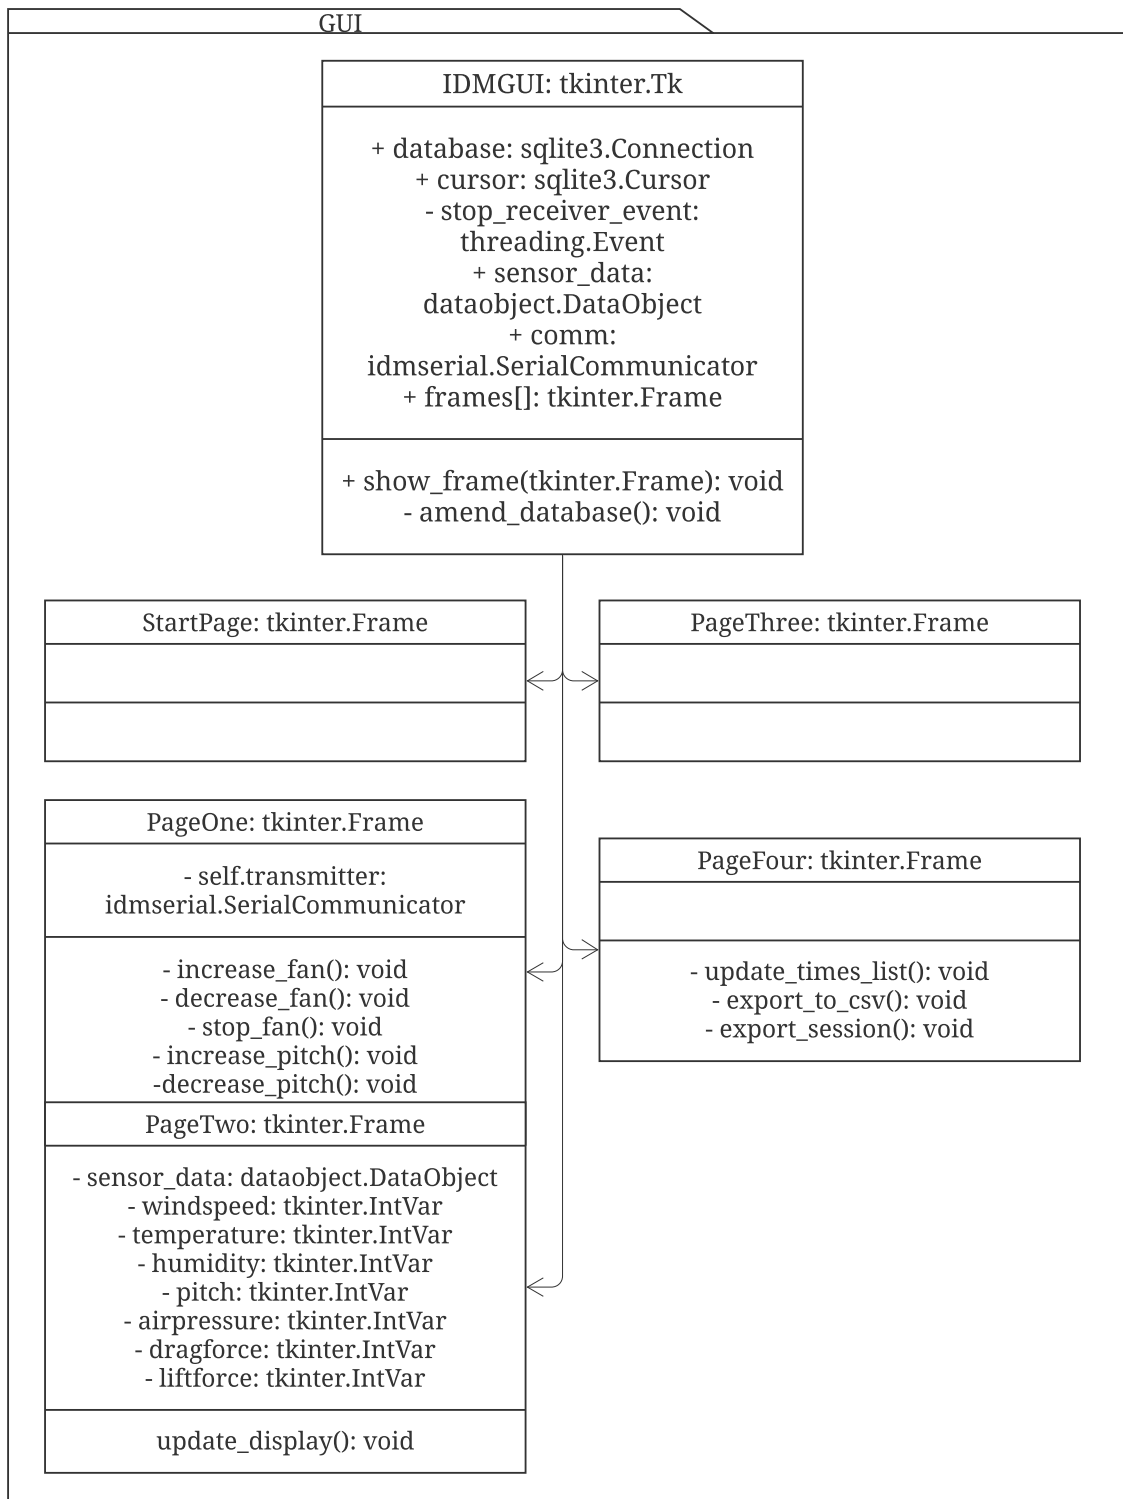 GUI
IDMGUI: tkinter.Tk
+ database: sqlite3.Connection
+ cursor: sqlite3.Cursor
- stop_receiver_event:
threading.Event
+ sensor_data:
dataobject.DataObject
+ comm:
idmserial.SerialCommunicator
+ frames[]: tkinter.Frame
+ show_frame(tkinter.Frame): void
- amend_database(): void
StartPage: tkinter.Frame
PageThree: tkinter.Frame
PageOne: tkinter.Frame
- self.transmitter:
idmserial.SerialCommunicator
- increase_fan(): void
- decrease_fan(): void
- stop_fan(): void
- increase_pitch(): void
-decrease_pitch(): void
PageFour: tkinter.Frame
- update_times_list(): void
- export_to_csv(): void
- export_session(): void
PageTwo: tkinter.Frame
- sensor_data: dataobject.DataObject
- windspeed: tkinter.IntVar
- temperature: tkinter.IntVar
- humidity: tkinter.IntVar
- pitch: tkinter.IntVar
- airpressure: tkinter.IntVar
- dragforce: tkinter.IntVar
- liftforce: tkinter.IntVar
update_display(): void